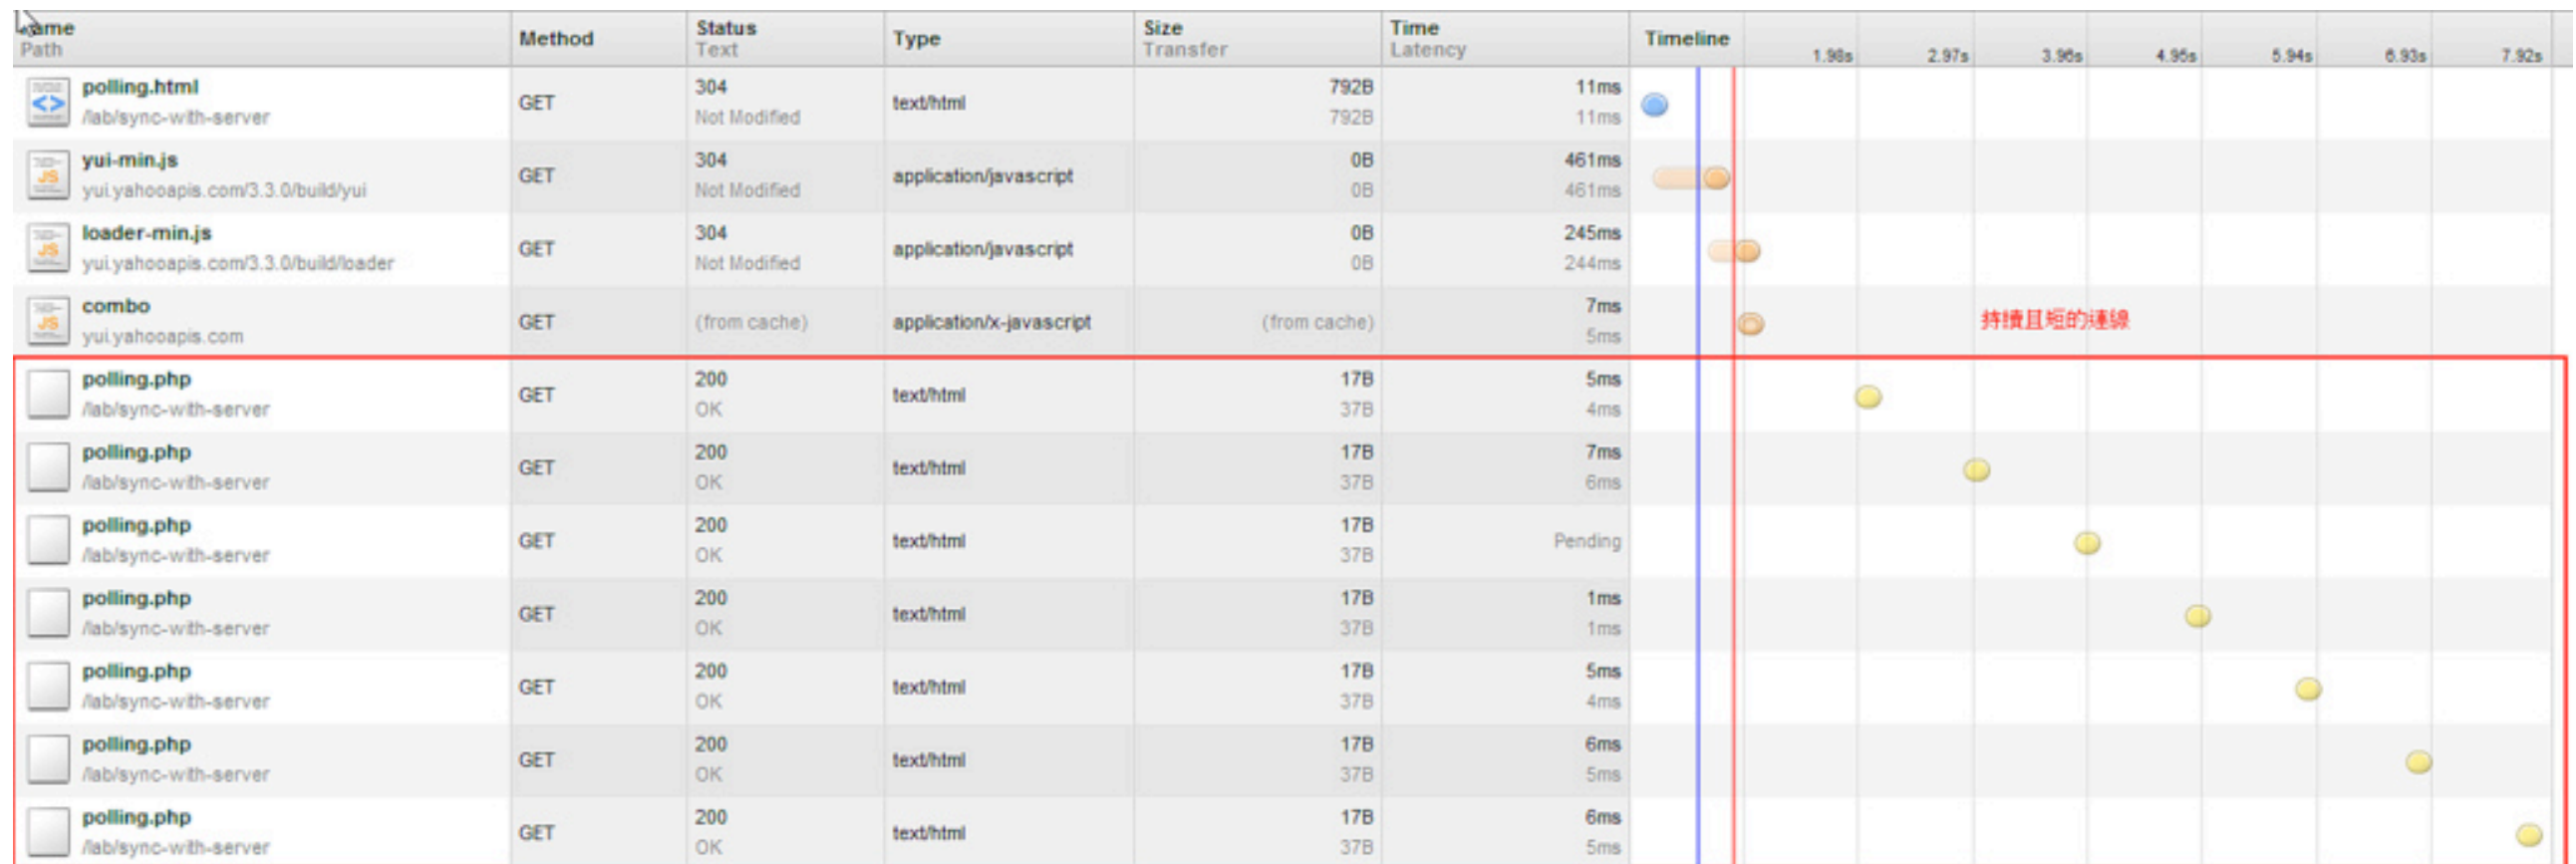 Name Method Status Type Size Time Timeline
Path Text Transfer Latency 1.98s 2.97s 3.96s 4.95s 5.94s 6.93s 7.92s
polling.html GET 304 text/html 792B 11ms
/lab/sync-with-server Not Modified 792B 11ms
yui-min.js GET 304 application/javascript 0B 461ms
yui.yahooapis.com/3.3.0/build/yui Not Modified 0B 461ms
loader-min.js GET 304 application/javascript 0B 245ms
yui.yahooapis.com/3.3.0/build/loader Not Modified 0B 244ms
combo GET (from cache) application/x-javascript (from cache) 7ms 持續且短的連線
yui.yahooapis.com 5ms
polling.php GET 200 text/html 17B 5ms
/lab/sync-with-server OK 37B 4ms
polling.php GET 200 text/html 17B 7ms
/lab/sync-with-server OK 37B 6ms
polling.php GET 200 text/html 17B Pending
/lab/sync-with-server OK 37B
polling.php GET 200 text/html 17B 1ms
/lab/sync-with-server OK 37B 1ms
polling.php GET 200 text/html 17B 5ms
/lab/sync-with-server OK 37B 4ms
polling.php GET 200 text/html 17B 6ms
/lab/sync-with-server OK 37B 5ms
polling.php GET 200 text/html 17B 6ms
/lab/sync-with-server OK 37B 5ms